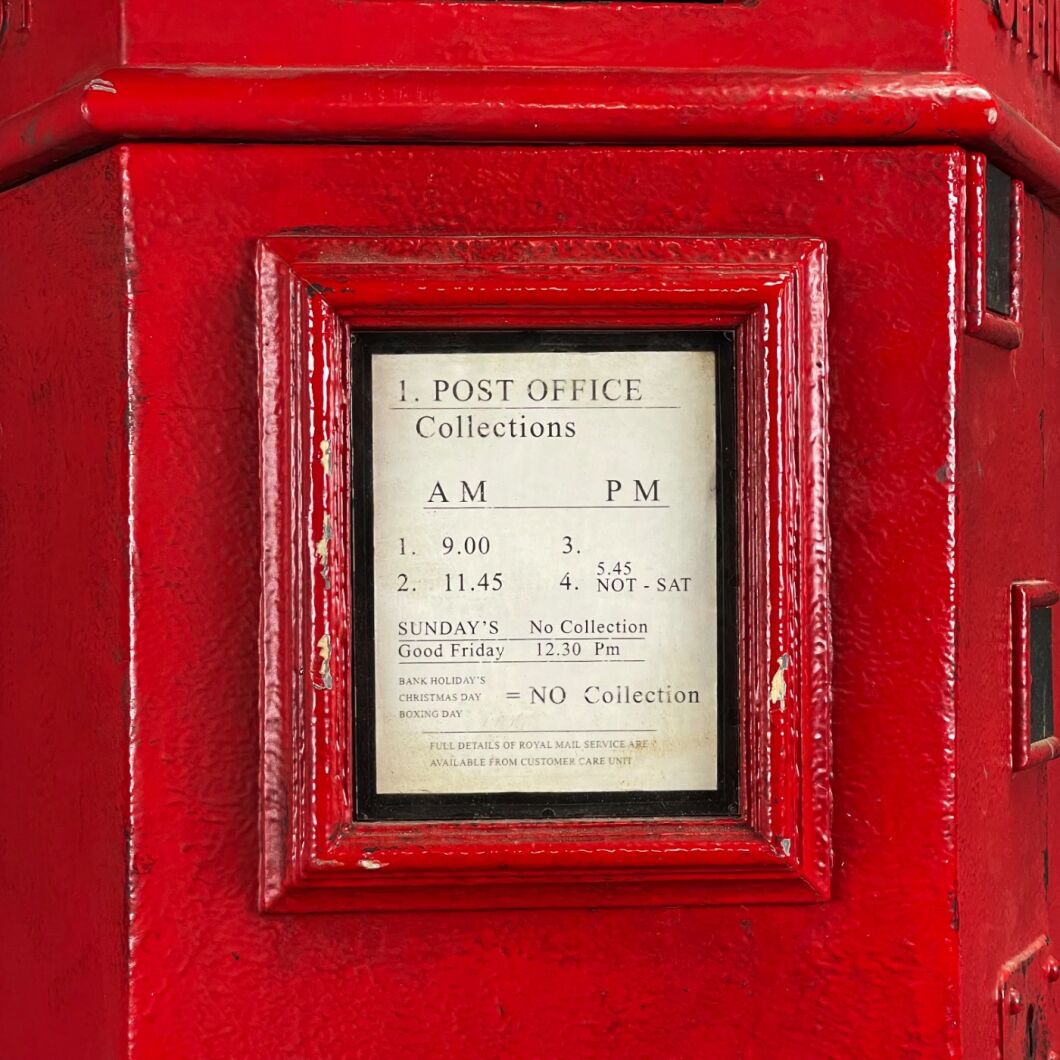 1. POST OFFICE
Collections
A M P M
1. 9.00 3.
2. 11.45 4. 5.45 NOT - SAT
SUNDAY'S No Collection
Good Friday 12.30 Pm
BANK HOLIDAY'S
CHRISTMAS DAY = NO Collection
BOXING DAY
FULL DETAILS OF ROYAL MAIL SERVICE ARE
AVAILABLE FROM CUSTOMER CARE UNIT